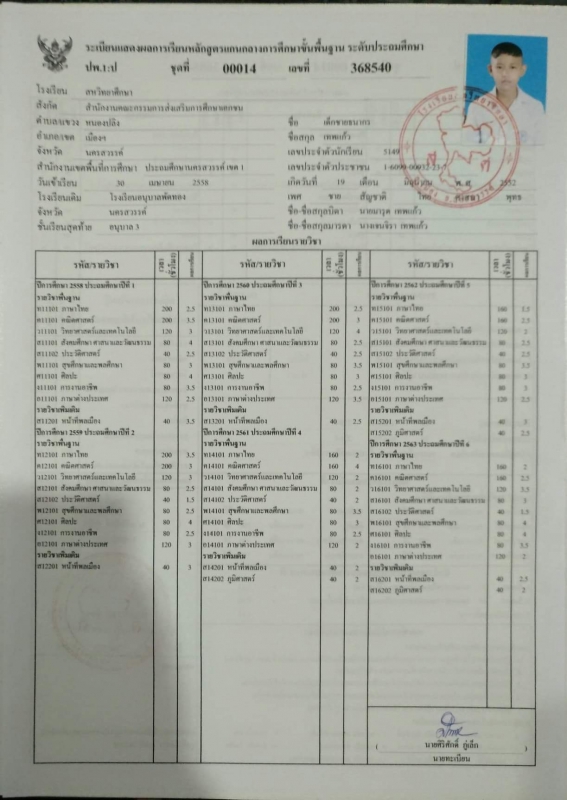 ระเบียนแสดงผลการเรียนหลักสูตรแกนกลางการศึกษาขั้นพื้นฐาน ระดับประถมศึกษา
ปพ.๑:ป ชุดที่ 00014 เลขที่ 368540
โรงเรียน สหวิทยาศึกษา
สังกัด สำนักงานคณะกรรมการส่งเสริมการศึกษาเอกชน
ตำบล/แขวง หนองปลิง
อำเภอ/เขต เมืองฯ
จังหวัด นครสวรรค์
สำนักงานเขตพื้นที่การศึกษา ประถมศึกษานครสวรรค์ เขต 1
วันเข้าเรียน 30 เมษายน 2558
โรงเรียนเดิม โรงเรียนอนุบาลพัดทอง
จังหวัด นครสวรรค์
ชั้นเรียนสุดท้าย อนุบาล 3
ชื่อ เด็กชายธนากร
ชื่อสกุล เทพแก้ว
เลขประจำตัวนักเรียน 5149
เลขประจำตัวประชาชน
เกิดวันที่ 19 เดือน มิถุนายน พ.ศ. 2552
เพศ ชาย สัญชาติ ไทย ศาสนา พุทธ
ชื่อ-ชื่อสกุลบิดา นายมารุต เทพแก้ว
ชื่อ-ชื่อสกุลมารดา นางเจนจิรา เทพแก้ว
ผลการเรียนรายวิชา
รหัส/รายวิชา เวลา (ชั่วโมง) ผลการเรียน
ปีการศึกษา 2558 ประถมศึกษาปีที่ 1
รายวิชาพื้นฐาน
ท11101 ภาษาไทย 200 2.5
ค11101 คณิตศาสตร์ 200 3.5
ว11101 วิทยาศาสตร์และเทคโนโลยี 120 3
ส11101 สังคมศึกษา ศาสนาและวัฒนธรรม 80 4
ส11102 ประวัติศาสตร์ 40 2.5
พ11101 สุขศึกษาและพลศึกษา 80 3
ศ11101 ศิลปะ 80 4
ง11101 การงานอาชีพ 80 3.5
อ11101 ภาษาต่างประเทศ 120 2.5
รายวิชาเพิ่มเติม
ส11201 หน้าที่พลเมือง 40 3.5
ปีการศึกษา 2559 ประถมศึกษาปีที่ 2
รายวิชาพื้นฐาน
ท12101 ภาษาไทย 200 3.5
ค12101 คณิตศาสตร์ 200 3
ว12101 วิทยาศาสตร์และเทคโนโลยี 120 3
ส12101 สังคมศึกษา ศาสนาและวัฒนธรรม 80 2.5
ส12102 ประวัติศาสตร์ 40 1.5
พ12101 สุขศึกษาและพลศึกษา 80 2.5
ศ12101 ศิลปะ 80 4
ง12101 การงานอาชีพ 80 2.5
อ12101 ภาษาต่างประเทศ 120 3
รายวิชาเพิ่มเติม
ส12201 หน้าที่พลเมือง 40 3
รหัส/รายวิชา เวลา (ชั่วโมง) ผลการเรียน
ปีการศึกษา 2560 ประถมศึกษาปีที่ 3
รายวิชาพื้นฐาน
ท13101 ภาษาไทย 200 2.5
ค13101 คณิตศาสตร์ 200 3
ว13101 วิทยาศาสตร์และเทคโนโลยี 120 4
ส13101 สังคมศึกษา ศาสนาและวัฒนธรรม 80 2.5
ส13102 ประวัติศาสตร์ 40 2.5
พ13101 สุขศึกษาและพลศึกษา 80 3.5
ศ13101 ศิลปะ 80 3
ง13101 การงานอาชีพ 80 2.5
อ13101 ภาษาต่างประเทศ 120 3.5
รายวิชาเพิ่มเติม
ส13201 หน้าที่พลเมือง 40 2.5
ปีการศึกษา 2561 ประถมศึกษาปีที่ 4
รายวิชาพื้นฐาน
ท14101 ภาษาไทย 160 2
ค14101 คณิตศาสตร์ 160 4
ว14101 วิทยาศาสตร์และเทคโนโลยี 120 2
ส14101 สังคมศึกษา ศาสนาและวัฒนธรรม 80 2
ส14102 ประวัติศาสตร์ 40 2
พ14101 สุขศึกษาและพลศึกษา 80 3.5
ศ14101 ศิลปะ 80 3
ง14101 การงานอาชีพ 80 2.5
อ14101 ภาษาต่างประเทศ 120 2
รายวิชาเพิ่มเติม
ส14201 หน้าที่พลเมือง 40 2
ส14202 ภูมิศาสตร์ 40 2
รหัส/รายวิชา เวลา (ชั่วโมง) ผลการเรียน
ปีการศึกษา 2562 ประถมศึกษาปีที่ 5
รายวิชาพื้นฐาน
ท15101 ภาษาไทย 160
ค15101 คณิตศาสตร์ 160 2.5
ว15101 วิทยาศาสตร์และเทคโนโลยี 120
ส15101 สังคมศึกษา ศาสนาและวัฒนธรรม 80
ส15102 ประวัติศาสตร์ 40
พ15101 สุขศึกษาและพลศึกษา 80
ศ15101 ศิลปะ 80 3
ง15101 การงานอาชีพ 80
อ15101 ภาษาต่างประเทศ 120
รายวิชาเพิ่มเติม
ส15201 หน้าที่พลเมือง 40 3
ส15202 ภูมิศาสตร์ 40 2.5
ปีการศึกษา 2563 ประถมศึกษาปีที่ 6
รายวิชาพื้นฐาน
ท16101 ภาษาไทย 160 2
ค16101 คณิตศาสตร์ 160 2.5
ว16101 วิทยาศาสตร์และเทคโนโลยี 120 3.5
ส16101 สังคมศึกษา ศาสนาและวัฒนธรรม 80 3
ส16102 ประวัติศาสตร์ 40 1.5
พ16101 สุขศึกษาและพลศึกษา 80 4
ศ16101 ศิลปะ 80 4
ง16101 การงานอาชีพ 80 3.5
อ16101 ภาษาต่างประเทศ 120 2
รายวิชาเพิ่มเติม
ส16201 หน้าที่พลเมือง 40 2.5
ส16202 ภูมิศาสตร์ 40 2
( นายศิริศักดิ์ ภู่เล็ก )
นายทะเบียน